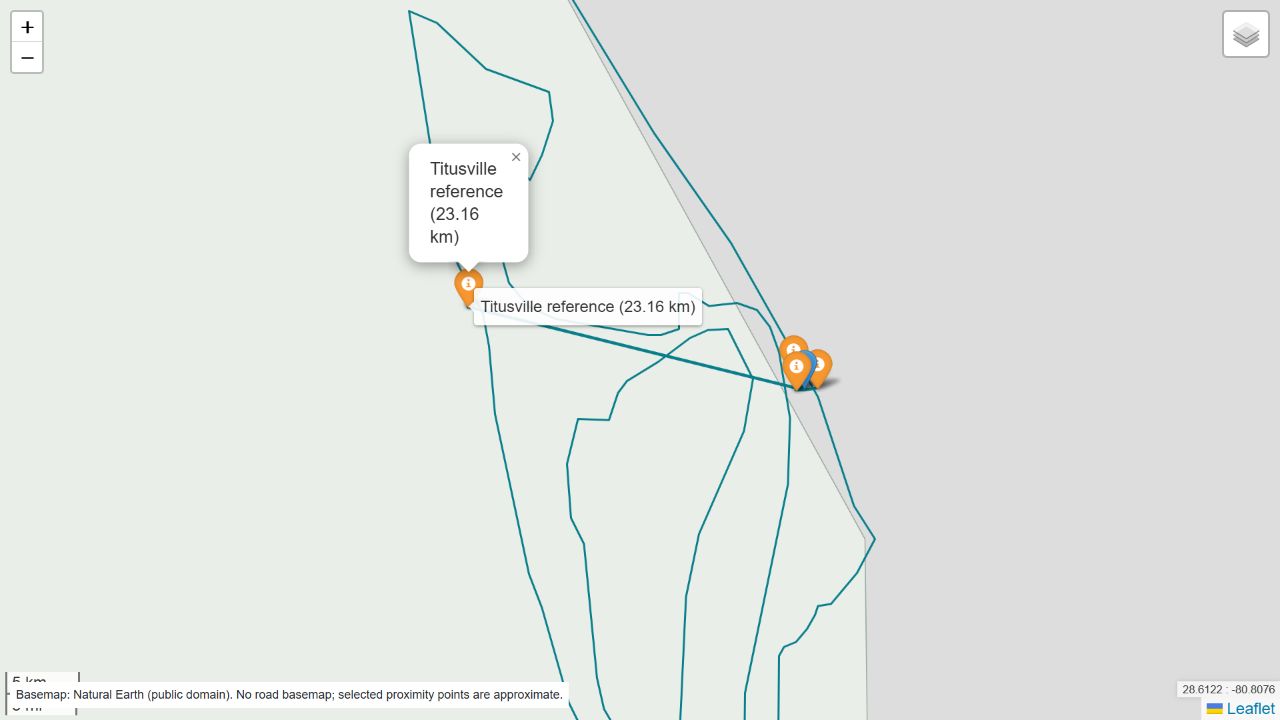 +
−
Titusville
reference
(23.16
km)
×
Titusville reference (23.16 km)
5 km
Basemap: Natural Earth (public domain). No road basemap; selected proximity points are approximate.
28.6122 : -80.8076
Leaflet